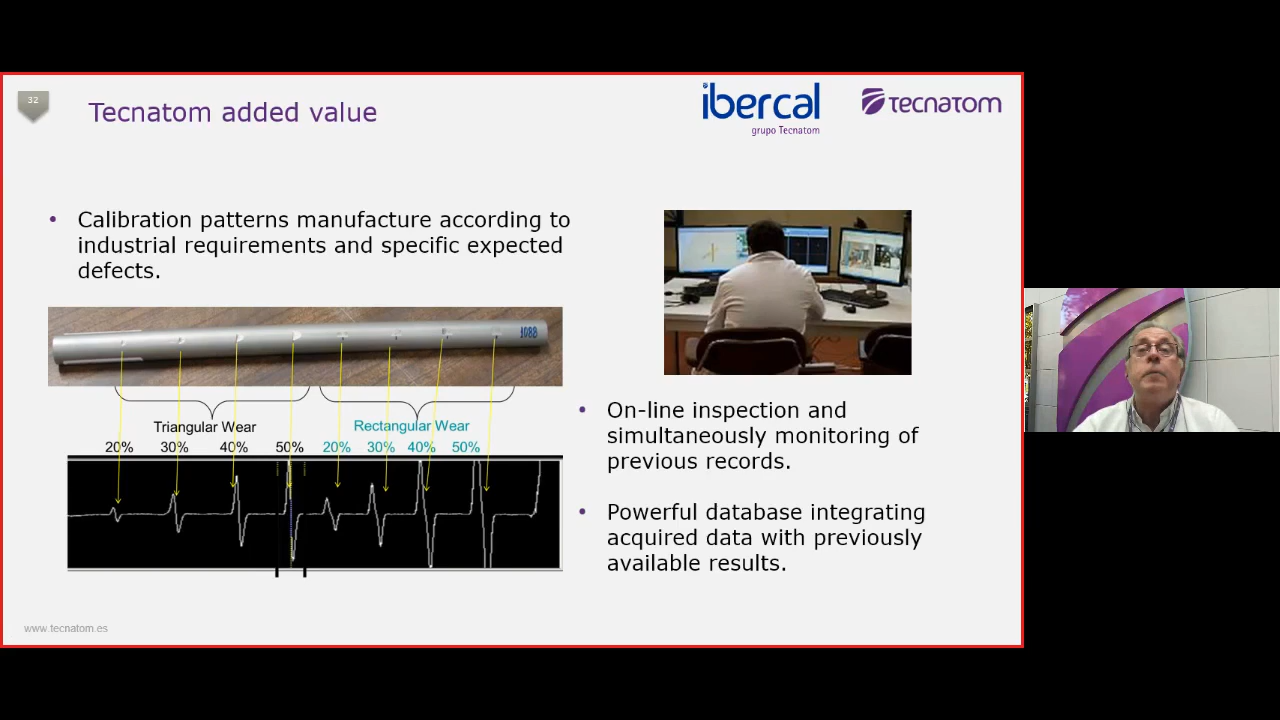 32
Tecnatom added value
ibercal
grupo Tecnatom
tecnatom
• Calibration patterns manufacture according to
industrial requirements and specific expected
defects.
1088
Triangular Wear
Rectangular Wear
20% 30% 40% 50% 20% 30% 40% 50%
• On-line inspection and
simultaneously monitoring of
previous records.
• Powerful database integrating
acquired data with previously
available results.
www.tecnatom.es